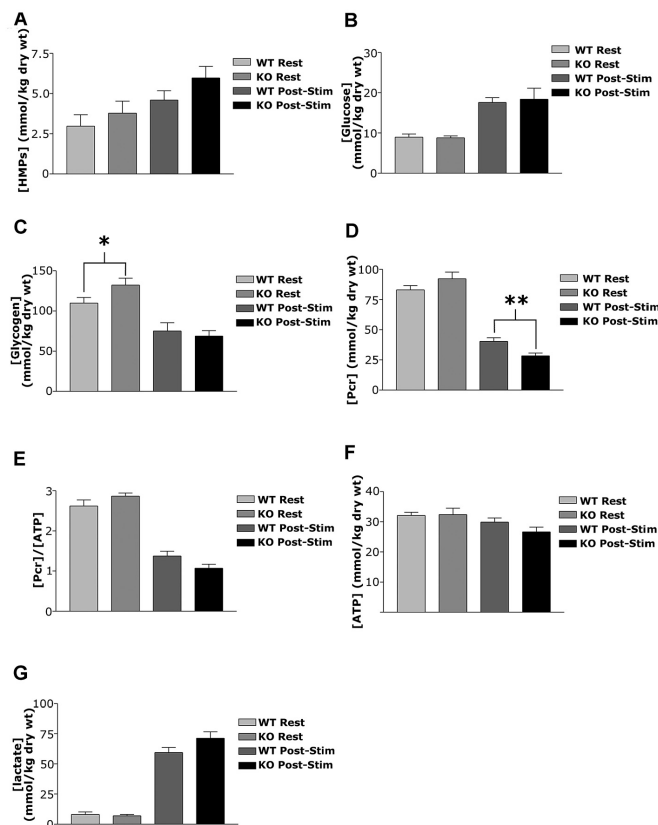 A
[HMPs] (mmol/kg dry wt)
7.5
5.0
2.5
0
WT Rest
KO Rest
WT Post-Stim
KO Post-Stim
B
[Glucose]
(mmol/kg dry wt)
30
20
10
0
WT Rest
KO Rest
WT Post-Stim
KO Post-Stim
C
[Glycogen]
(mmol/kg dry wt)
150
100
50
0
*
WT Rest
KO Rest
WT Post-Stim
KO Post-Stim
D
[Pcr] (mmol/kg dry wt)
100
75
50
25
0
**
WT Rest
KO Rest
WT Post-Stim
KO Post-Stim
E
[Pcr]/[ATP]
3
2
1
0
WT Rest
KO Rest
WT Post-Stim
KO Post-Stim
F
[ATP] (mmol/kg dry wt)
40
30
20
10
WT Rest
KO Rest
WT Post-Stim
KO Post-Stim
G
[lactate]
(mmol/kg dry wt)
100
75
50
25
0
WT Rest
KO Rest
WT Post-Stim
KO Post-Stim